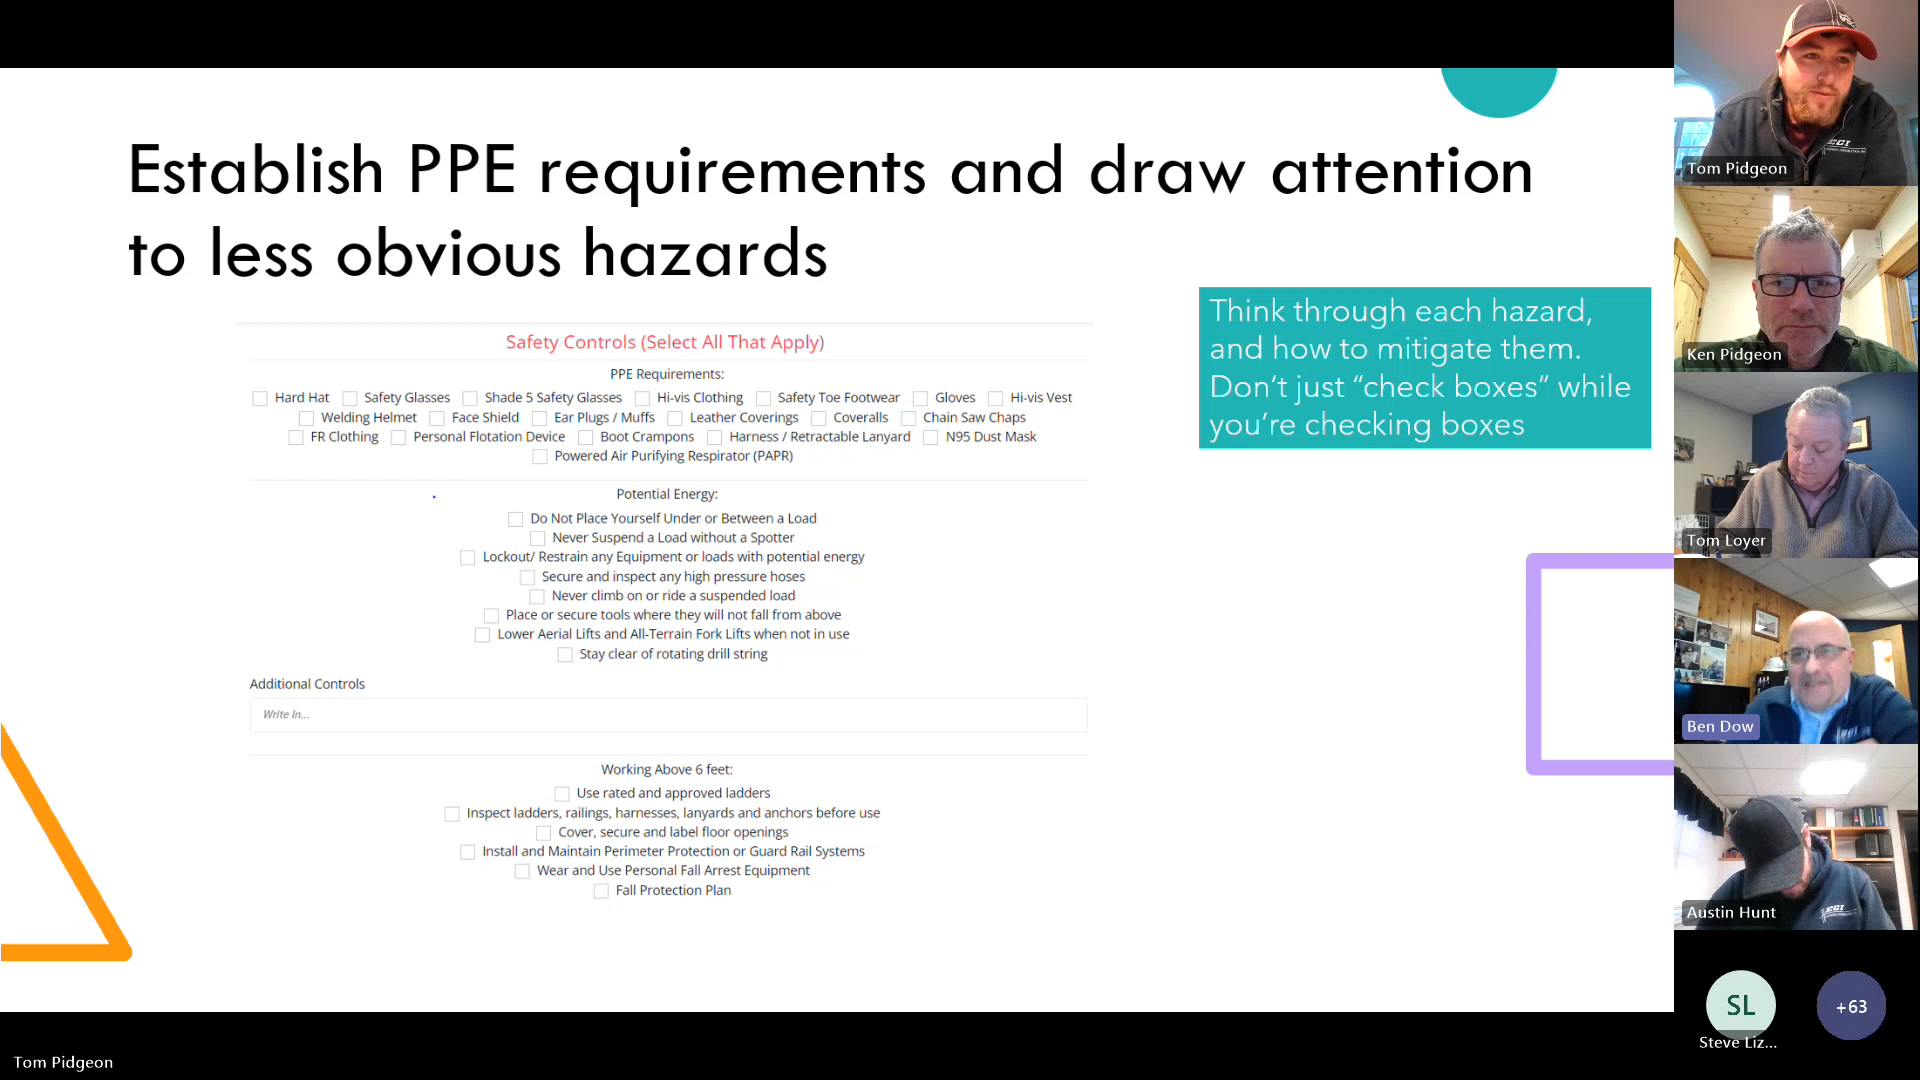 Establish PPE requirements and draw attention
to less obvious hazards
Think through each hazard,
and how to mitigate them.
Don't just "check boxes" while
you're checking boxes
Safety Controls (Select All That Apply)
PPE Requirements:
Hard Hat Safety Glasses Shade 5 Safety Glasses Hi-vis Clothing Safety Toe Footwear Gloves Hi-vis Vest
Welding Helmet Face Shield Ear Plugs / Muffs Leather Coverings Coveralls Chain Saw Chaps
FR Clothing Personal Flotation Device Boot Crampons Harness / Retractable Lanyard N95 Dust Mask
Powered Air Purifying Respirator (PAPR)
Potential Energy:
Do Not Place Yourself Under or Between a Load
Never Suspend a Load without a Spotter
Lockout/ Restrain any Equipment or loads with potential energy
Secure and inspect any high pressure hoses
Never climb on or ride a suspended load
Place or secure tools where they will not fall from above
Lower Aerial Lifts and All-Terrain Fork Lifts when not in use
Stay clear of rotating drill string
Additional Controls
Write In...
Working Above 6 feet:
Use rated and approved ladders
Inspect ladders, railings, harnesses, lanyards and anchors before use
Cover, secure and label floor openings
Install and Maintain Perimeter Protection or Guard Rail Systems
Wear and Use Personal Fall Arrest Equipment
Fall Protection Plan
Tom Pidgeon
Ken Pidgeon
Tom Loyer
Ben Dow
Austin Hunt
SL
+63
Steve Liz...
Tom Pidgeon